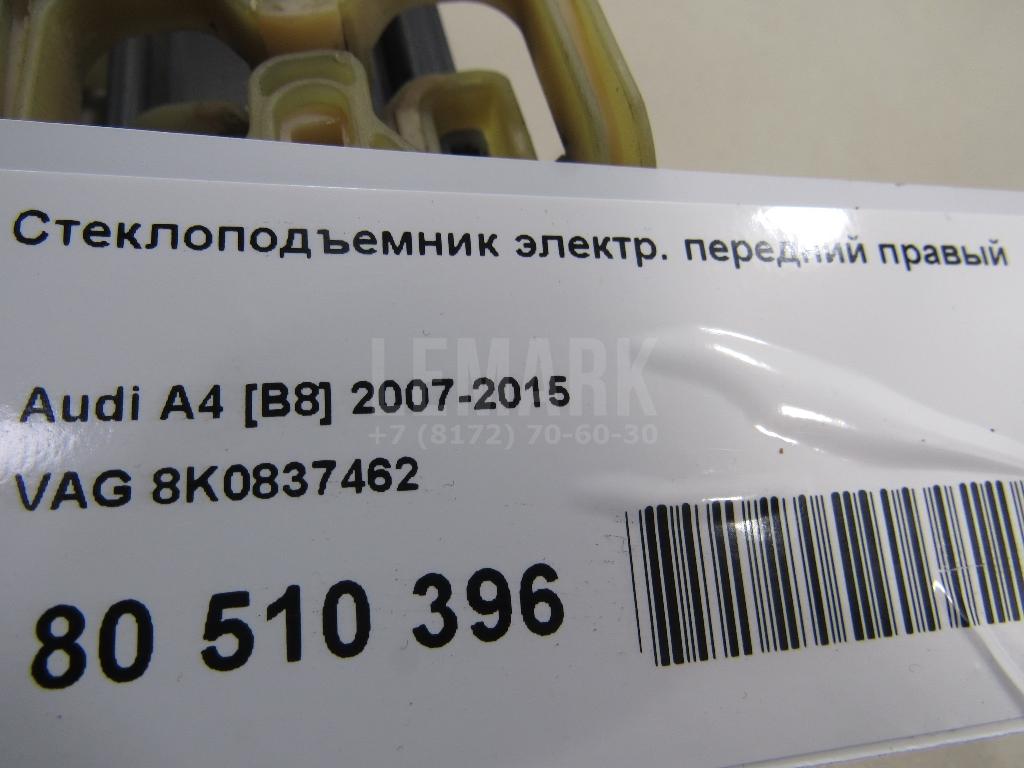 Стеклоподъемник электр. передний правый
LEMARK
Audi A4 [B8] 2007-2015
+7 (8172) 70-60-30
VAG 8K0837462
80 510 396